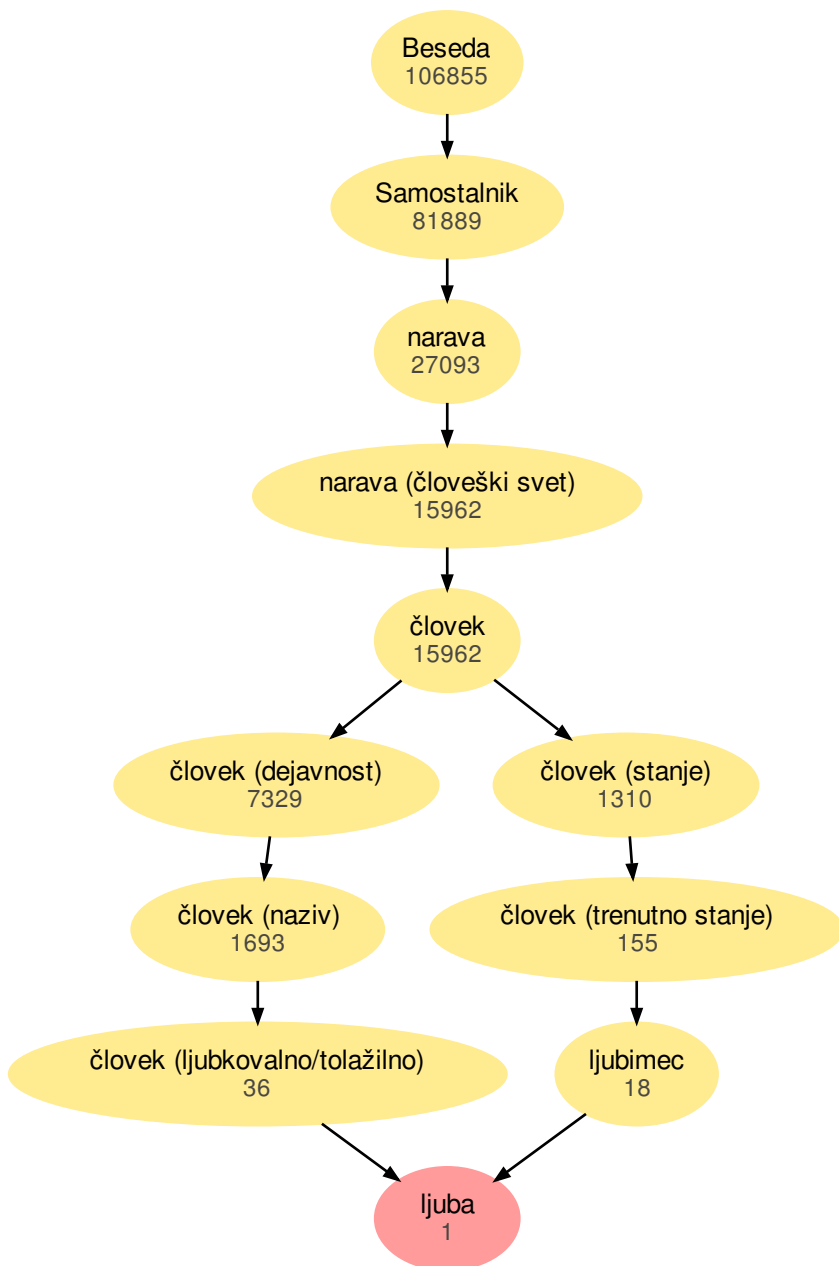 Beseda
106855
Samostalnik
81889
narava
27093
narava (človeški svet)
15962
človek
15962
človek (dejavnost)
7329
človek (stanje)
1310
človek (naziv)
1693
človek (trenutno stanje)
155
človek (ljubkovalno/tolažilno)
36
ljubimec
18
ljuba
1